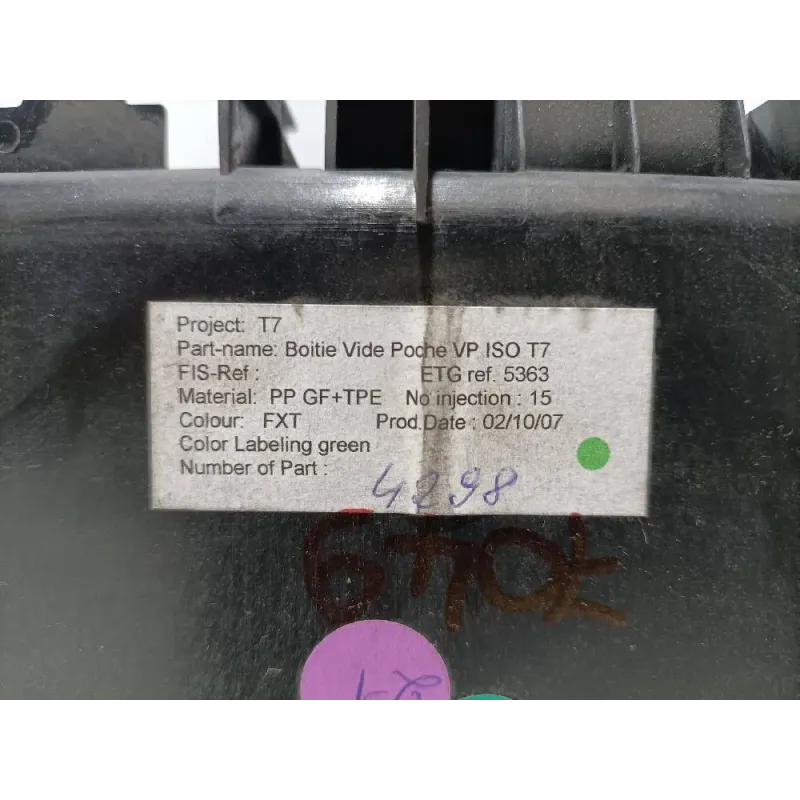 Project: T7
Part-name: Boitie Vide Poche VP ISO T7
FIS-Ref : ETG ref. 5363
Material: PP GF+TPE No injection : 15
Colour: FXT Prod.Date : 02/10/07
Color Labeling green
Number of Part : 4298